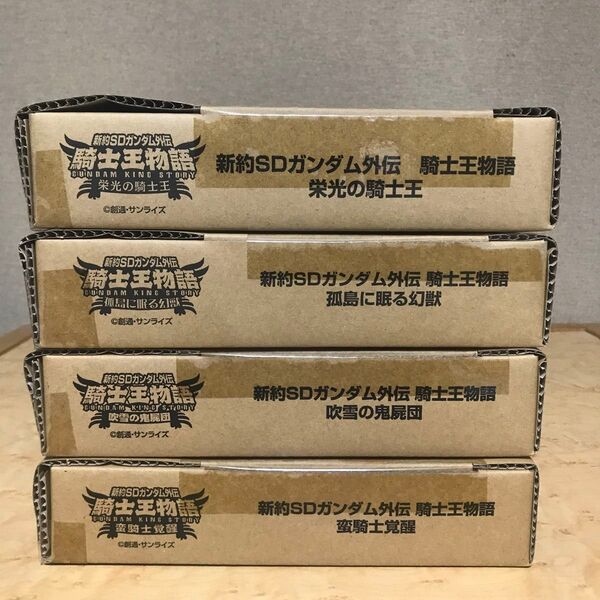 新約SDガンダム外伝
騎士王物語
GUNDAM KING STORY
栄光の騎士王
©創通・サンライズ
新約SDガンダム外伝 騎士王物語
栄光の騎士王
新約SDガンダム外伝
騎士王物語
GUNDAM KING STORY
孤島に眠る幻獣
©創通・サンライズ
新約SDガンダム外伝 騎士王物語
孤島に眠る幻獣
新約SDガンダム外伝
騎士王物語
GUNDAM KING STORY
吹雪の鬼屍団
©創通・サンライズ
新約SDガンダム外伝 騎士王物語
吹雪の鬼屍団
新約SDガンダム外伝
騎士王物語
GUNDAM KING STORY
蛮騎士覚醒
©創通・サンライズ
新約SDガンダム外伝 騎士王物語
蛮騎士覚醒